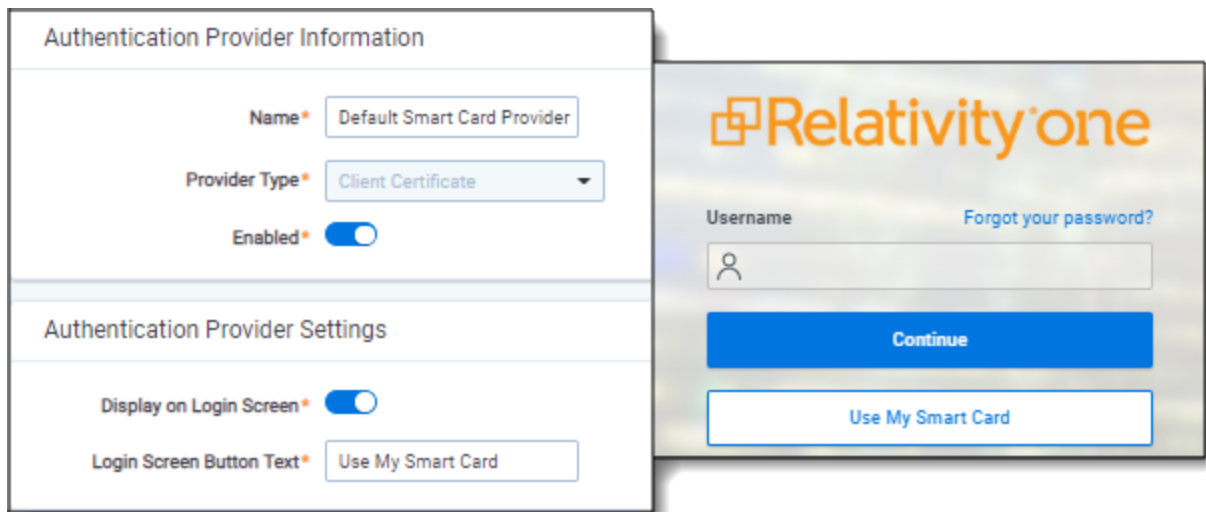 Authentication Provider Information
Name* Default Smart Card Provider
Provider Type* Client Certificate
Enabled*
Authentication Provider Settings
Display on Login Screen*
Login Screen Button Text* Use My Smart Card
Relativity one
Username Forgot your password?
Continue
Use My Smart Card